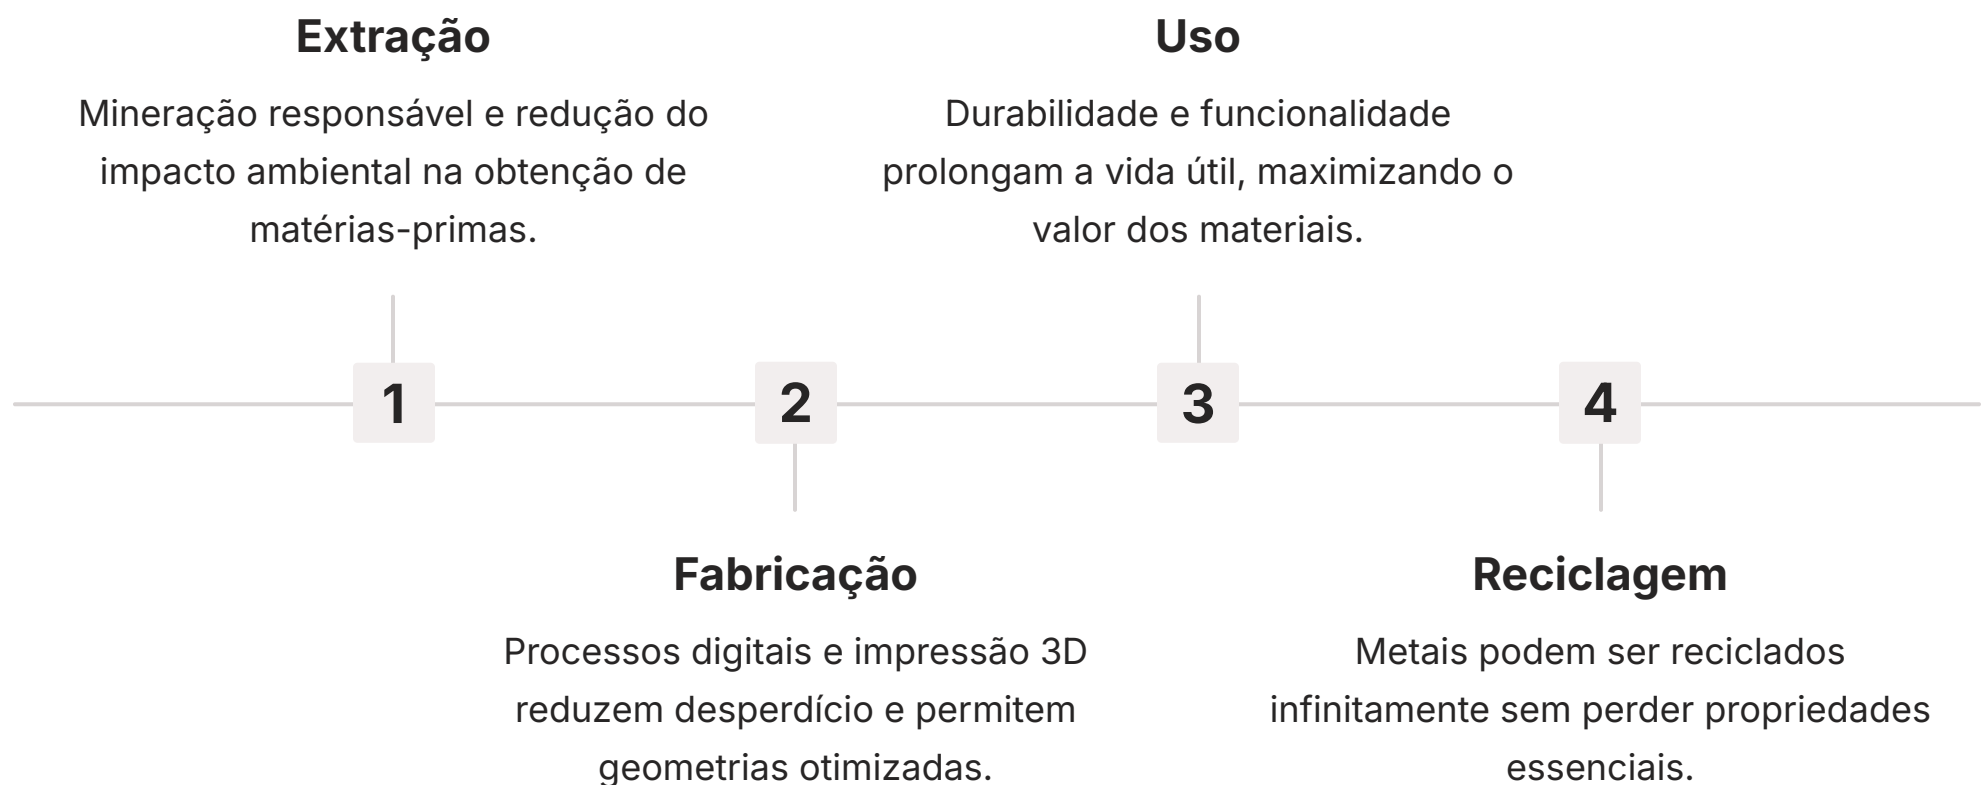 Extração
Mineração responsável e redução do
impacto ambiental na obtenção de
matérias-primas.
Uso
Durabilidade e funcionalidade
prolongam a vida útil, maximizando o
valor dos materiais.
1
2
3
4
Fabricação
Processos digitais e impressão 3D
reduzem desperdício e permitem
geometrias otimizadas.
Reciclagem
Metais podem ser reciclados
infinitamente sem perder propriedades
essenciais.